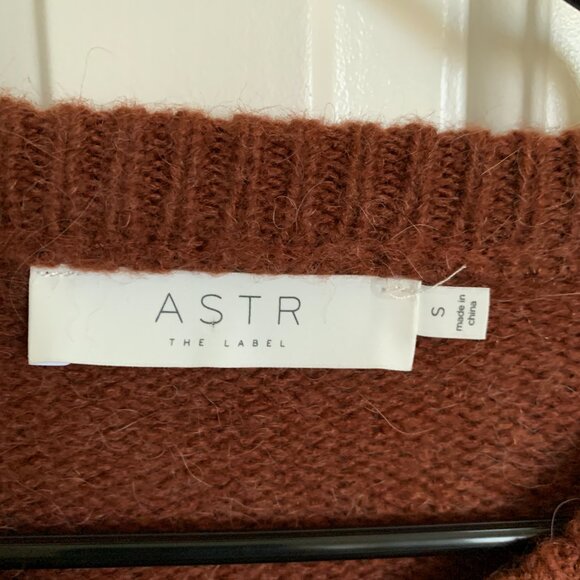 ASTR
THE LABEL
S
made in
china